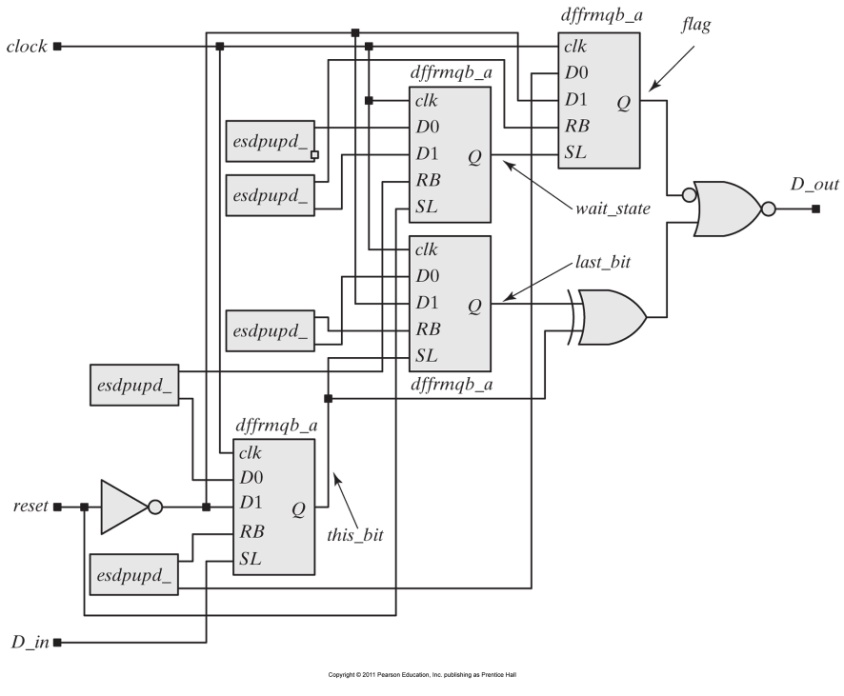 dffrmqb_a
flag
clock
clk
D0
D1
Q
RB
SL
dffrmqb_a
clk
D0
D1
Q
RB
SL
esdpupd_
esdpupd_
wait_state
D_out
clk
D0
D1
Q
RB
SL
dffrmqb_a
last_bit
esdpupd_
esdpupd_
dffrmqb_a
clk
D0
D1
Q
RB
SL
reset
this_bit
esdpupd_
D_in
Copyright © 2011 Pearson Education, Inc. publishing as Prentice Hall